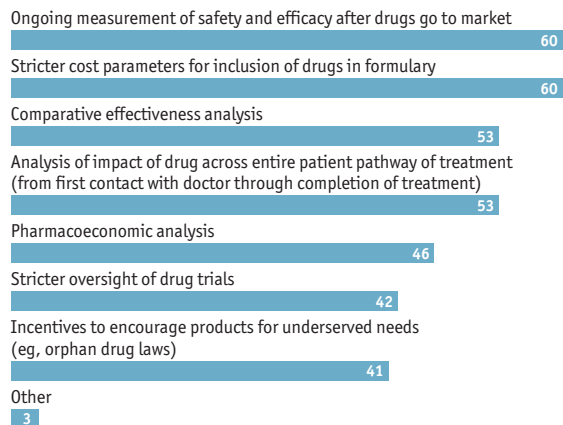 Ongoing measurement of safety and efficacy after drugs go to market
60
Stricter cost parameters for inclusion of drugs in formulary
60
Comparative effectiveness analysis
53
Analysis of impact of drug across entire patient pathway of treatment
(from first contact with doctor through completion of treatment)
53
Pharmacoeconomic analysis
46
Stricter oversight of drug trials
42
Incentives to encourage products for underserved needs
(eg, orphan drug laws)
41
Other
3